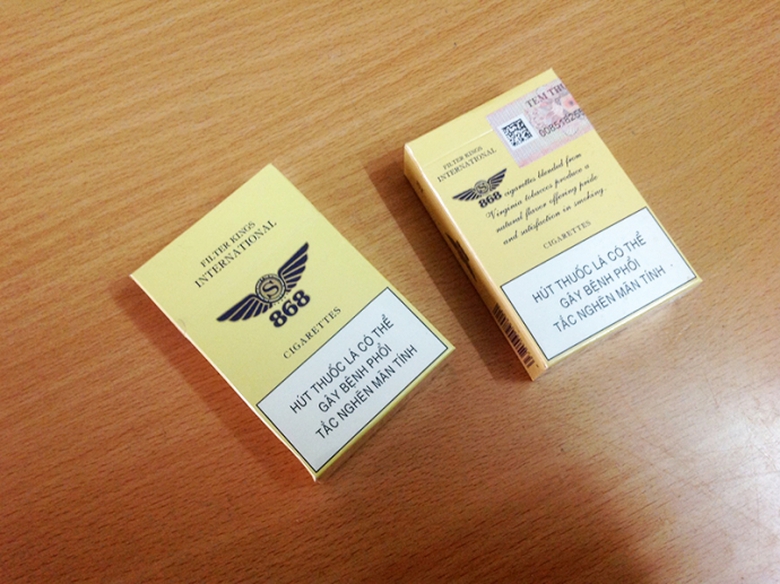 FILTER KINGS
INTERNATIONAL
S
868
CIGARETTES
HÚT THUỐC LÁ CÓ THỂ
GÂY BỆNH PHỔI
TẮC NGHẼN MÃN TÍNH
TEM
FILTER KINGS
INTERNATIONAL
S
868 cigarettes blended from
Virginia tobaccos produce a
natural flavor offering pride
and satisfaction in smoking.
CIGARETTES
HÚT THUỐC LÁ CÓ THỂ
GÂY BỆNH PHỔI
TẮC NGHẼN MÃN TÍNH